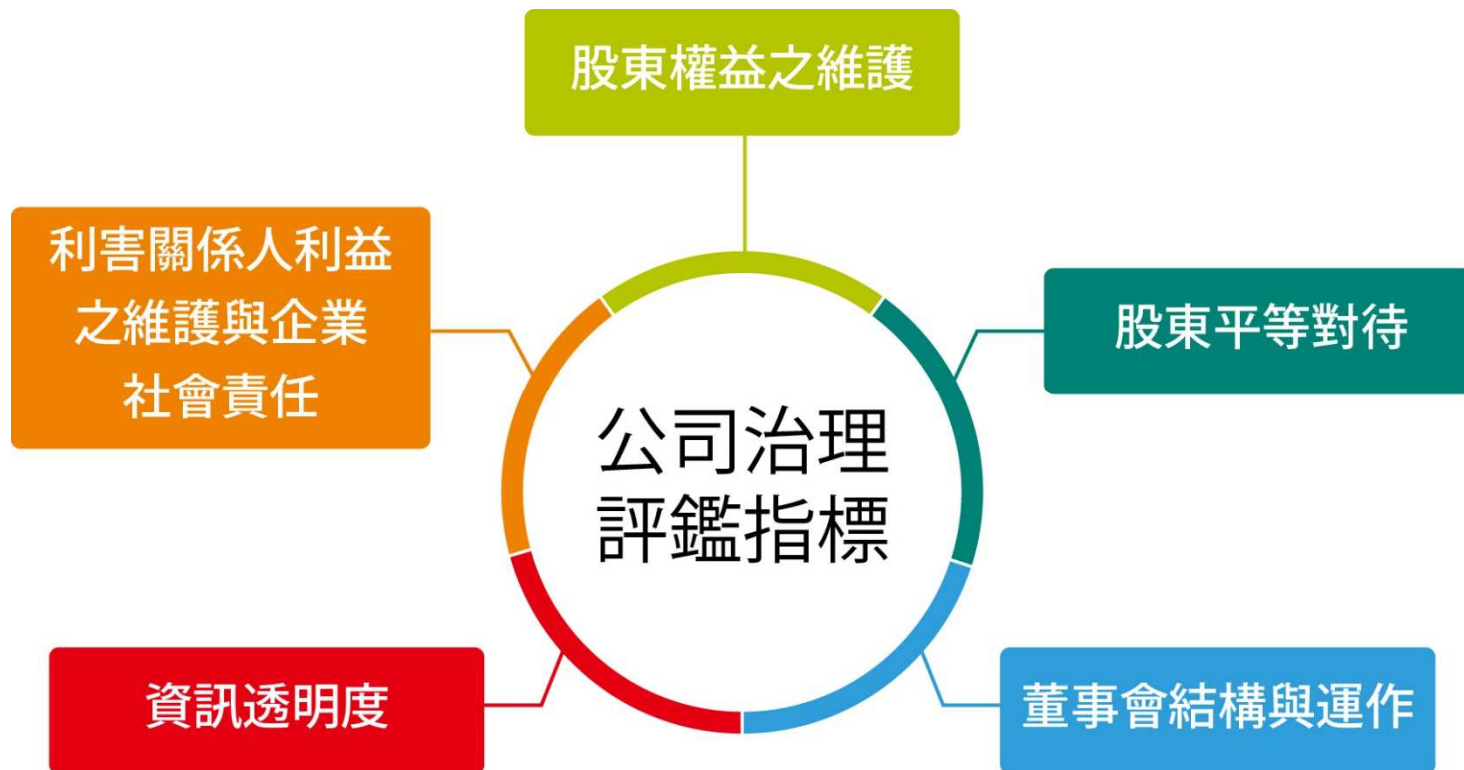 股東權益之維護
利害關係人利益
之維護與企業
社會責任
股東平等對待
公司治理
評鑑指標
資訊透明度
董事會結構與運作